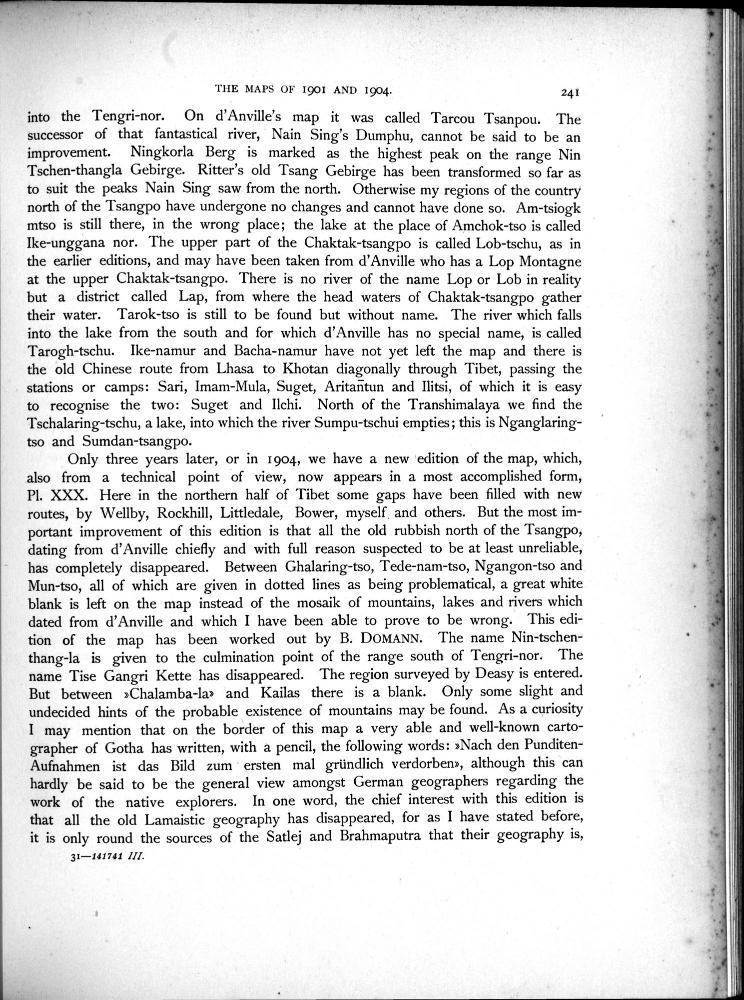 THE MAPS OF 1901 AND 1904. 241
into the Tengri-nor. On d'Anville's map it was called Tarcou Tsanpou. The
successor of that fantastical river, Nain Sing's Dumphu, cannot be said to be an
improvement. Ningkorla Berg is marked as the highest peak on the range Nin
Tschen-thangla Gebirge. Ritter's old Tsang Gebirge has been transformed so far as
to suit the peaks Nain Sing saw from the north. Otherwise my regions of the country
north of the Tsangpo have undergone no changes and cannot have done so. Am-tsiogk
mtso is still there, in the wrong place; the lake at the place of Amchok-tso is called
Ike-unggana nor. The upper part of the Chaktak-tsangpo is called Lob-tschu, as in
the earlier editions, and may have been taken from d'Anville who has a Lop Montagne
at the upper Chaktak-tsangpo. There is no river of the name Lop or Lob in reality
but a district called Lap, from where the head waters of Chaktak-tsangpo gather
their water. Tarok-tso is still to be found but without name. The river which falls
into the lake from the south and for which d'Anville has no special name, is called
Tarogh-tschu. Ike-namur and Bacha-namur have not yet left the map and there is
the old Chinese route from Lhasa to Khotan diagonally through Tibet, passing the
stations or camps: Sari, Imam-Mula, Suget, Aritañtun and Ilitsi, of which it is easy
to recognise the two: Suget and Ilchi. North of the Transhimalaya we find the
Tschalaring-tschu, a lake, into which the river Sumpu-tschui empties; this is Nganglaring-
tso and Sumdan-tsangpo.
Only three years later, or in 1904, we have a new edition of the map, which,
also from a technical point of view, now appears in a most accomplished form,
Pl. XXX. Here in the northern half of Tibet some gaps have been filled with new
routes, by Wellby, Rockhill, Littledale, Bower, myself and others. But the most im-
portant improvement of this edition is that all the old rubbish north of the Tsangpo,
dating from d'Anville chiefly and with full reason suspected to be at least unreliable,
has completely disappeared. Between Ghalaring-tso, Tede-nam-tso, Ngangon-tso and
Mun-tso, all of which are given in dotted lines as being problematical, a great white
blank is left on the map instead of the mosaik of mountains, lakes and rivers which
dated from d'Anville and which I have been able to prove to be wrong. This edi-
tion of the map has been worked out by B. DOMANN. The name Nin-tschen-
thang-la is given to the culmination point of the range south of Tengri-nor. The
name Tise Gangri Kette has disappeared. The region surveyed by Deasy is entered.
But between »Chalamba-la» and Kailas there is a blank. Only some slight and
undecided hints of the probable existence of mountains may be found. As a curiosity
I may mention that on the border of this map a very able and well-known carto-
grapher of Gotha has written, with a pencil, the following words: »Nach den Punditen-
Aufnahmen ist das Bild zum ersten mal gründlich verdorben», although this can
hardly be said to be the general view amongst German geographers regarding the
work of the native explorers. In one word, the chief interest with this edition is
that all the old Lamaistic geography has disappeared, for as I have stated before,
it is only round the sources of the Satlej and Brahmaputra that their geography is,
31—141741 III.